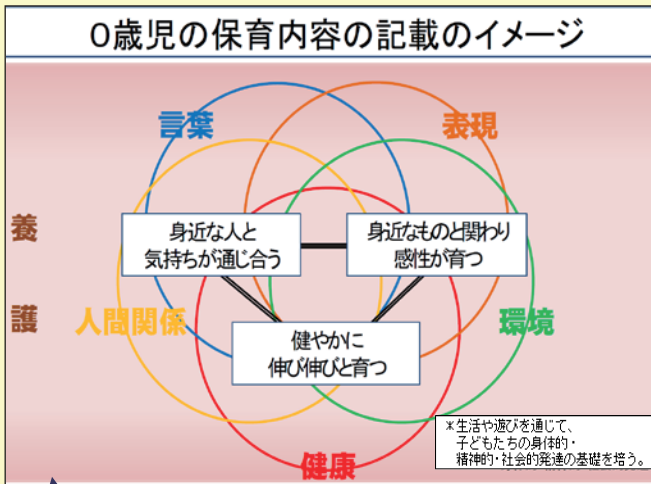 0歳児の保育内容の記載のイメージ
言葉
表現
養
護
身近な人と
気持ちが通じ合う
身近なものと関わり
感性が育つ
人間関係
環境
健やかに
伸び伸びと育つ
健康
*生活や遊びを通じて、
子どもたちの身体的・
精神的・社会的発達の基礎を培う。